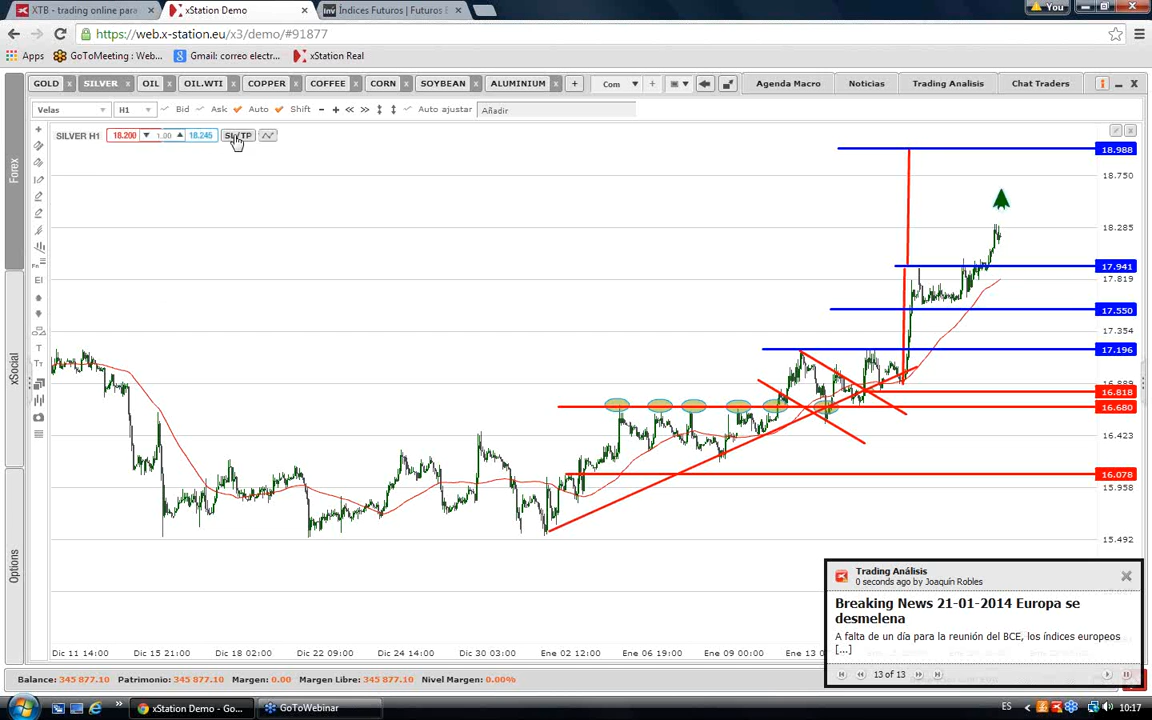 XTB - trading online para
xStation Demo
Índices Futuros | Futuros E
You
https://web.x-station.eu/x3/demo/#91877
Apps
GoToMeeting : Web...
Gmail: correo electr...
xStation Real
GOLD
SILVER
OIL
OIL.WTI
COPPER
COFFEE
CORN
SOYBEAN
ALUMINIUM
Com
Agenda Macro
Noticias
Trading Analysis
Chat Traders
Velas
H1
Bid
Ask
Auto
Shift
Auto ajustar
Añadir
SILVER H1
18.200
1.00
18.245
SL/TP
Forex
xSocial
Options
18.988
18.750
18.285
17.941
17.819
17.550
17.354
17.196
16.818
16.680
16.423
16.078
15.958
15.492
Trading Análisis
0 seconds ago by Joaquín Robles
Breaking News 21-01-2014 Europa se
desmelena
A falta de un día para la reunión del BCE, los índices europeos
[...]
13 of 13
Dic 11 14:00
Dic 15 21:00
Dic 18 02:00
Dic 22 09:00
Dic 24 14:00
Dic 30 03:00
Ene 02 12:00
Ene 06 16:00
Ene 09 00:00
Ene 13
Balance: 345 877.10
Patrimonio: 345 877.10
Margen: 0.00
Margen Libre: 345 877.10
Nivel Margen: 0.00%
xStation Demo - Go...
GoToWebinar
ES
10:17